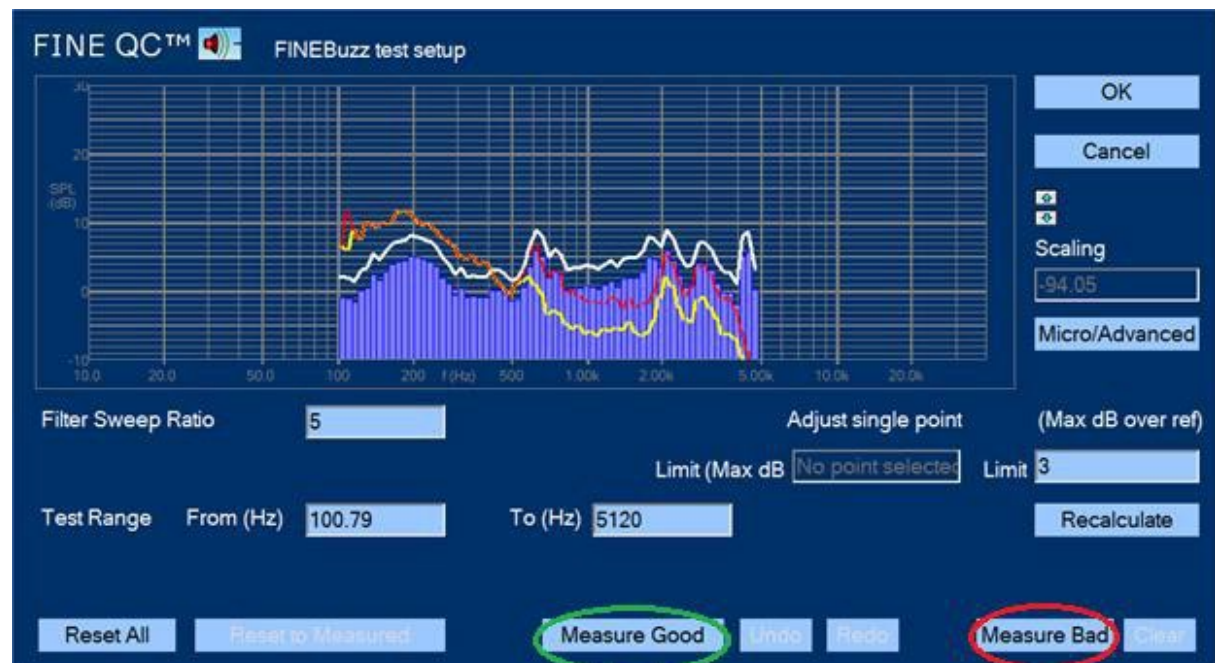 FINE QC™ FINEBuzz test setup
30
20
SPL
(dB)
10
0
-10
10.0 20.0 50.0 100 200 f (Hz) 500 1.00k 2.00k 5.00k 10.0k 20.0k
OK
Cancel
Scaling
-94.05
Micro/Advanced
Filter Sweep Ratio 5 Adjust single point (Max dB over ref)
Limit (Max dB No point selected Limit 3
Test Range From (Hz) 100.79 To (Hz) 5120 Recalculate
Reset All Reset to Measured Measure Good Undo Redo Measure Bad Clear